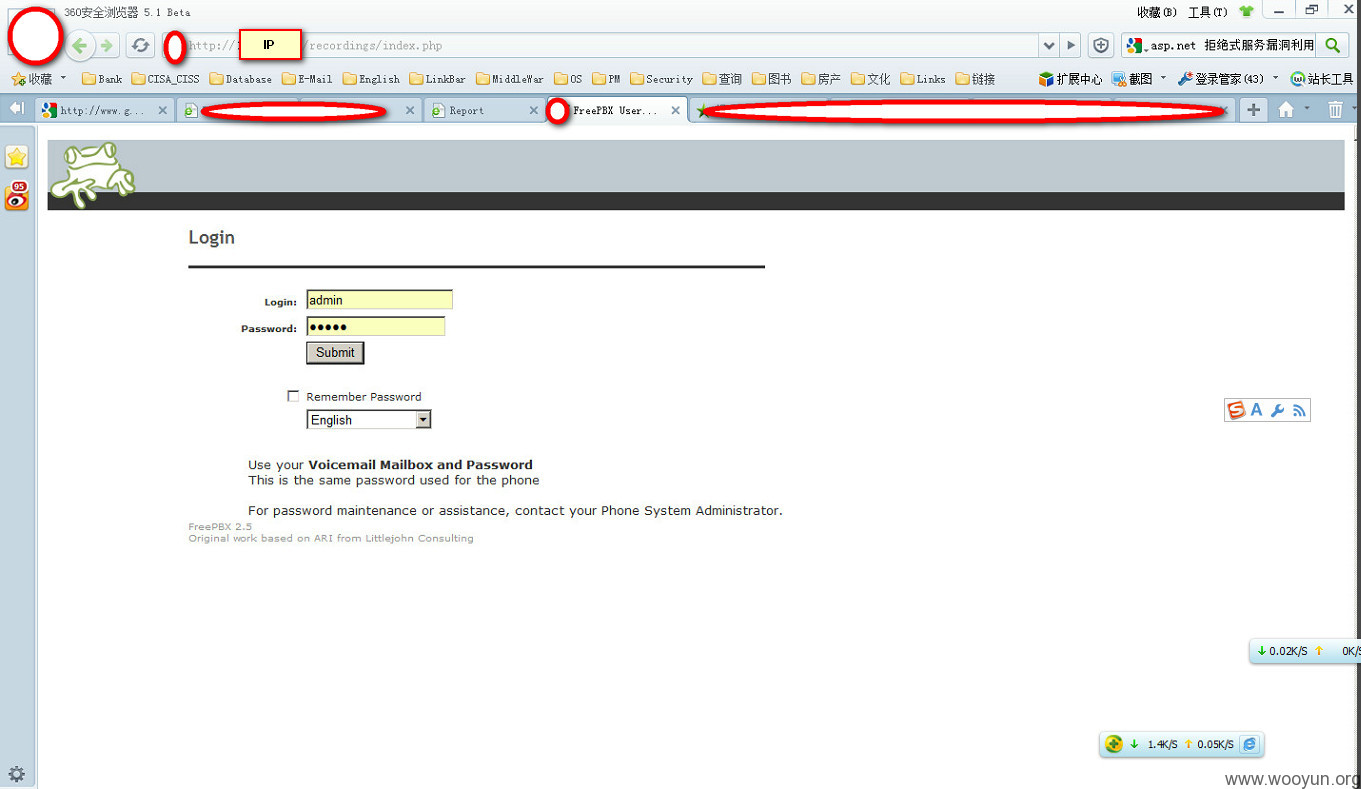 360安全浏览器 5.1 Beta
收藏(B) 工具(T)
http:// IP /recordings/index.php
asp.net 拒绝式服务漏洞利用
收藏 Bank CISA_CISS Database E-Mail English LinkBar MiddleWar OS PM Security 查询 图书 房产 文化 Links 链接 扩展中心 截图 登录管家(43) 站长工具
http://www.g... Report FreePBX User...
95
Login
Login: admin
Password: ●●●●●
Submit
Remember Password
English
Use your Voicemail Mailbox and Password
This is the same password used for the phone
For password maintenance or assistance, contact your Phone System Administrator.
FreePBX 2.5
Original work based on ARI from Littlejohn Consulting
A
0.02K/S 0K/S
1.4K/S 0.05K/S
www.wooyun.org